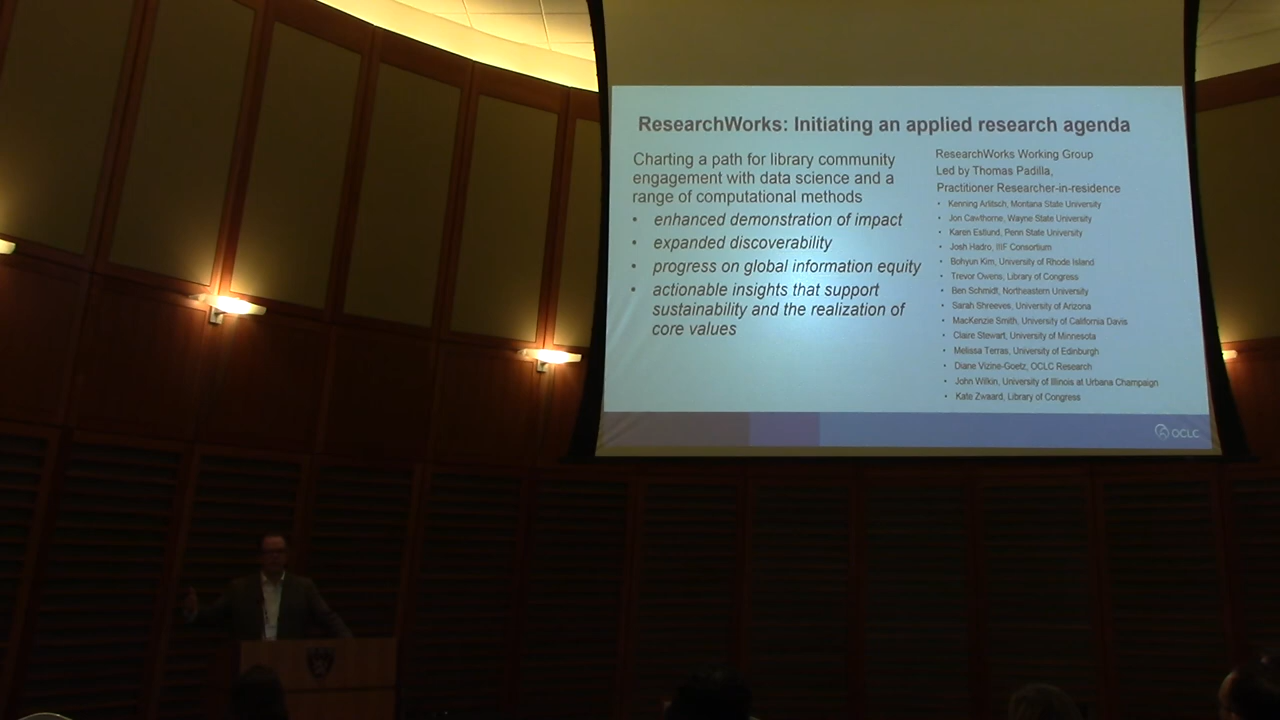 ResearchWorks: Initiating an applied research agenda
Charting a path for library community
engagement with data science and a
range of computational methods
• enhanced demonstration of impact
• expanded discoverability
• progress on global information equity
• actionable insights that support
sustainability and the realization of
core values
ResearchWorks Working Group
Led by Thomas Padilla,
Practitioner Researcher-in-residence
• Kenning Arlitsch, Montana State University
• Jon Cawthorne, Wayne State University
• Karen Estlund, Penn State University
• Josh Hadro, IIIF Consortium
• Bohyun Kim, University of Rhode Island
• Trevor Owens, Library of Congress
• Ben Schmidt, Northeastern University
• Sarah Shreeves, University of Arizona
• MacKenzie Smith, University of California Davis
• Claire Stewart, University of Minnesota
• Melissa Terras, University of Edinburgh
• Diane Vizine-Goetz, OCLC Research
• John Wilkin, University of Illinois at Urbana Champaign
• Kate Zwaard, Library of Congress
OCLC